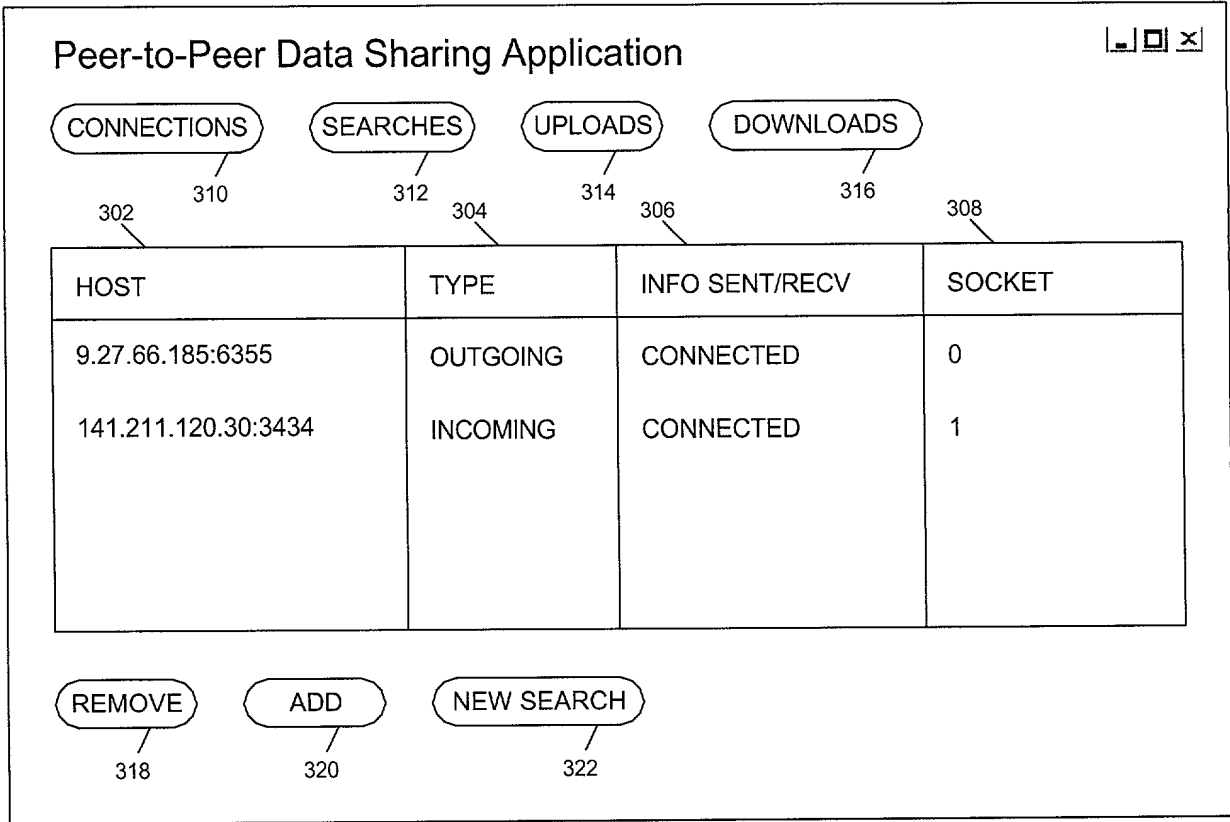 Peer-to-Peer Data Sharing Application
CONNECTIONS SEARCHES UPLOADS DOWNLOADS
310 312 314 316
302 304 306 308
HOST TYPE INFO SENT/RECV SOCKET
9.27.66.185:6355 OUTGOING CONNECTED 0
141.211.120.30:3434 INCOMING CONNECTED 1
REMOVE ADD NEW SEARCH
318 320 322